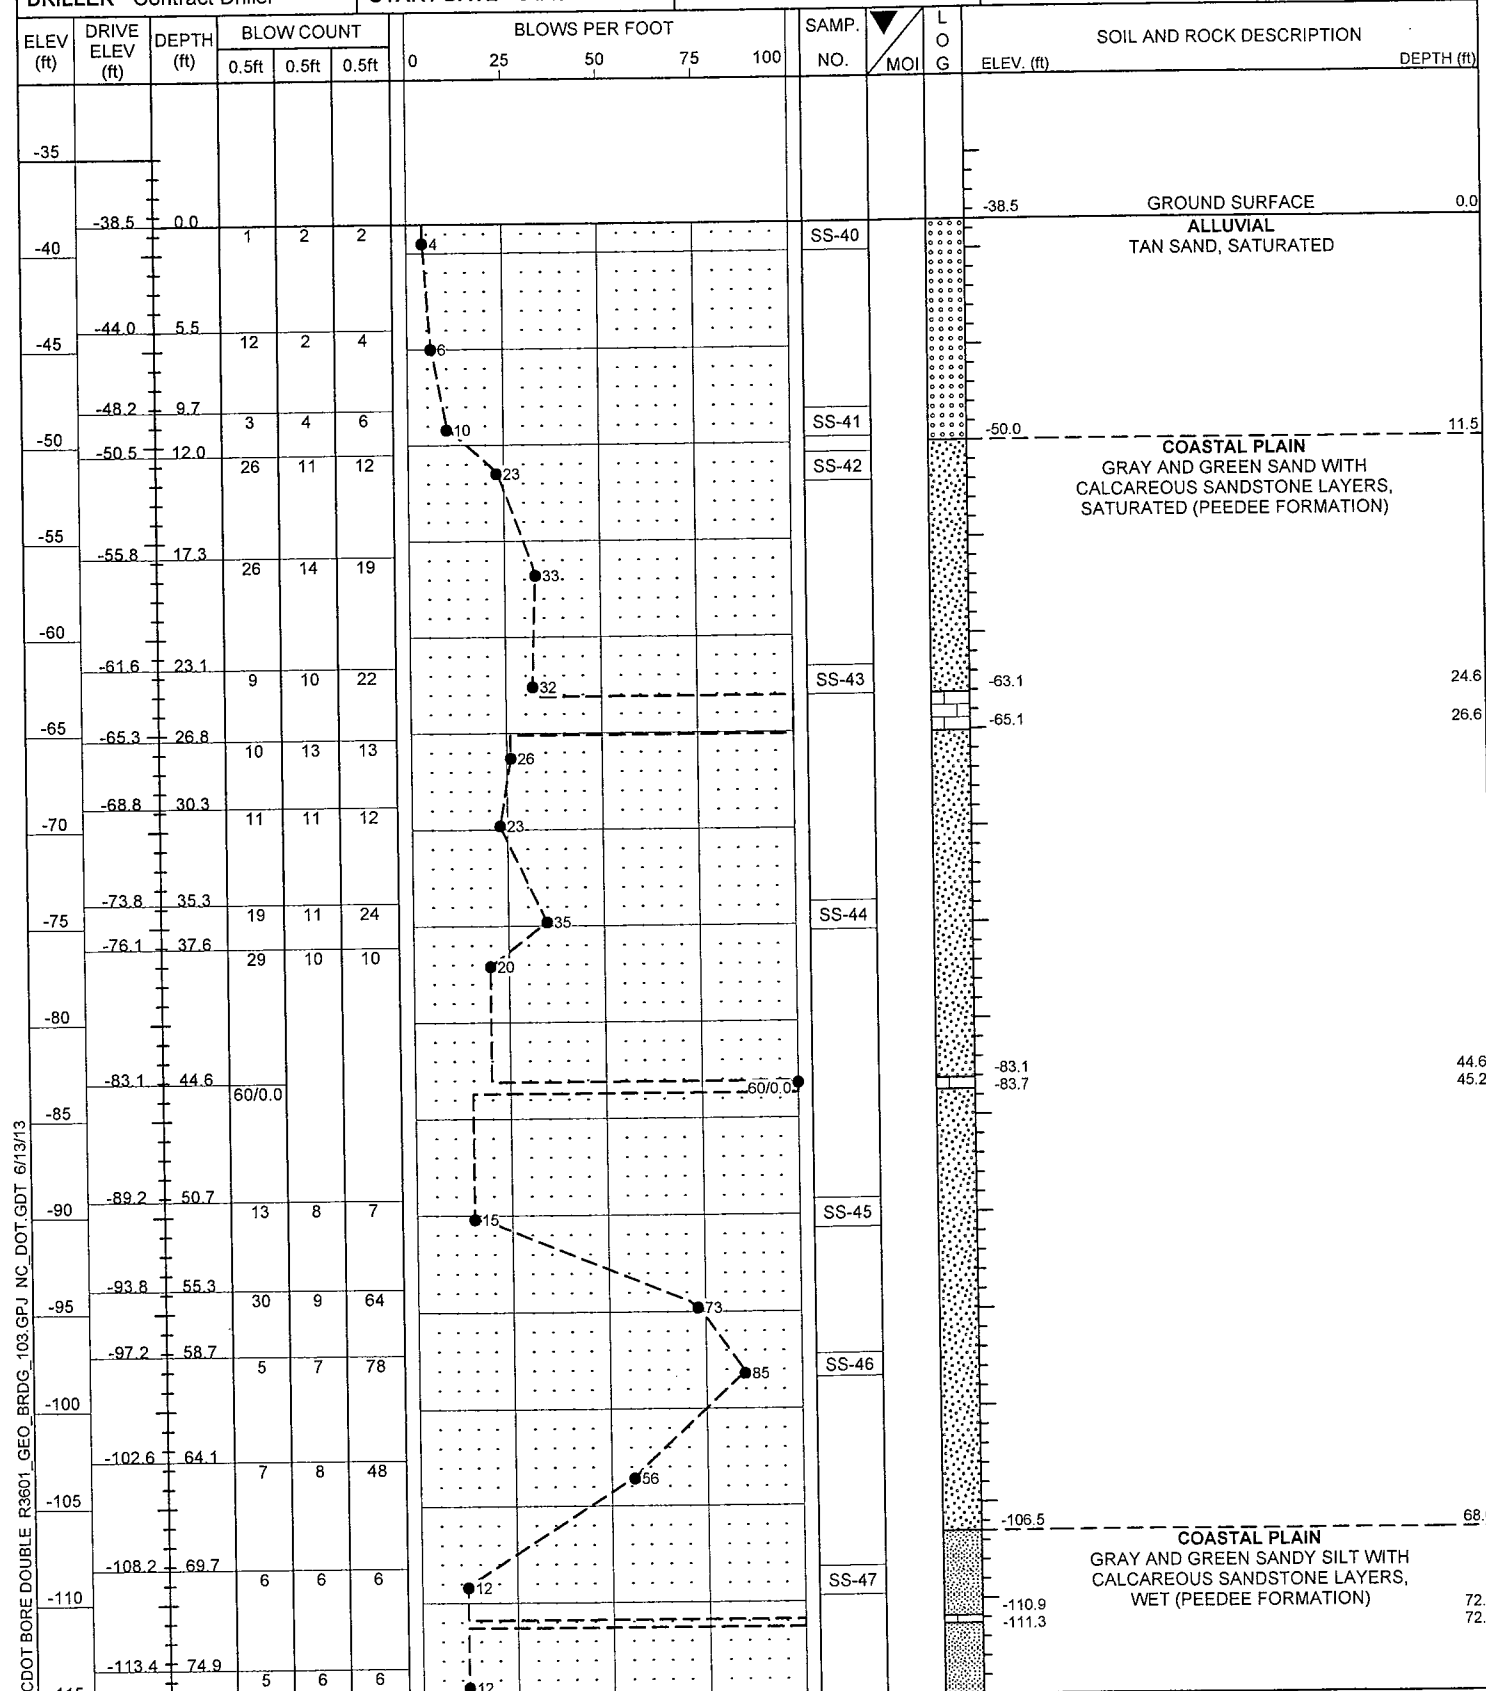 DRILLER Contract Driller
ELEV (ft) DRIVE ELEV (ft) DEPTH (ft) BLOW COUNT BLOWS PER FOOT SAMP. NO. MOI LOG SOIL AND ROCK DESCRIPTION
0.5ft 0.5ft 0.5ft 0 25 50 75 100 ELEV. (ft) DEPTH (ft)
-35
-38.5 GROUND SURFACE 0.0
-38.5 0.0 1 2 2 4 SS-40 ALLUVIAL
-40 TAN SAND, SATURATED
-44.0 5.5 12 2 4 6
-45
-48.2 9.7 3 4 6 10 SS-41
-50 -50.0 11.5
-50.5 12.0 26 11 12 23 SS-42 COASTAL PLAIN
GRAY AND GREEN SAND WITH
CALCAREOUS SANDSTONE LAYERS,
SATURATED (PEEDEE FORMATION)
-55
-55.8 17.3 26 14 19 33
-60
-61.6 23.1 9 10 22 32 SS-43
-63.1 24.6
-65 -65.1 26.6
-65.3 26.8 10 13 13 26
-68.8 30.3 11 11 12 23
-70
-73.8 35.3 19 11 24 35 SS-44
-75
-76.1 37.6 29 10 10 20
-80
-83.1 44.6
-83.1 44.6 60/0.0 60/0.0 -83.7 45.2
-85
-89.2 50.7 13 8 7 15 SS-45
-90
-93.8 55.3 30 9 64 73
-95
-97.2 58.7 5 7 78 85 SS-46
-100
-102.6 64.1 7 8 48 56
-105
-106.5 68.
COASTAL PLAIN
GRAY AND GREEN SANDY SILT WITH
-108.2 69.7 6 6 6 12 SS-47 CALCAREOUS SANDSTONE LAYERS,
-110 WET (PEEDEE FORMATION)
-110.9 72.
-111.3 72.
-113.4 74.9 5 6 6 12
CDOT BORE DOUBLE R3601_GEO_BRDG_103.GPJ NC_DOT.GDT 6/13/13